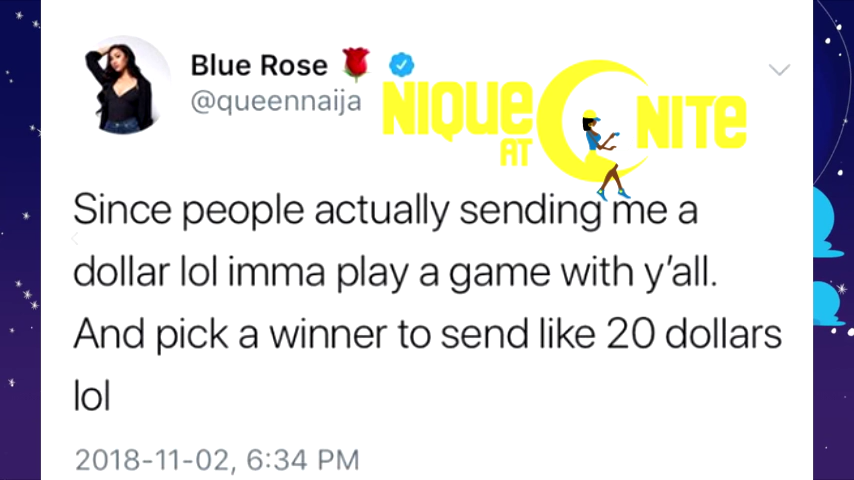 Blue Rose 🌹
@queennaija
NIQUE AT NITE
Since people actually sending me a
dollar lol imma play a game with y'all.
And pick a winner to send like 20 dollars
lol
2018-11-02, 6:34 PM